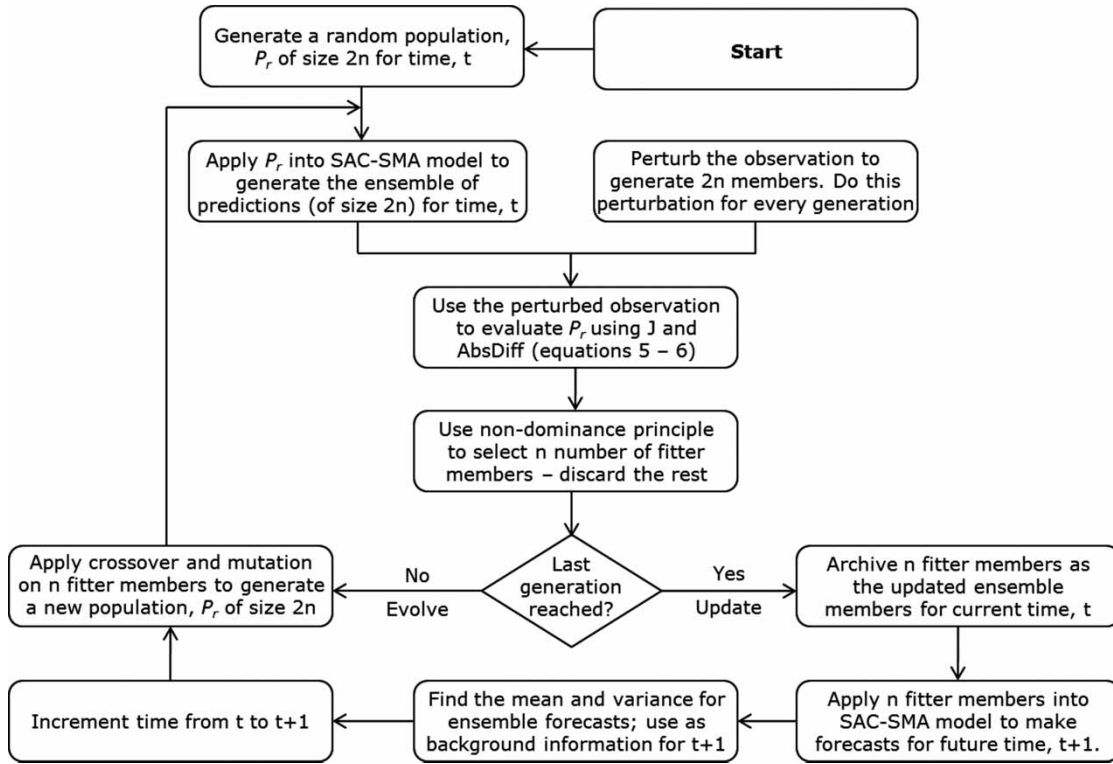 Start
Generate a random population,
Pr of size 2n for time, t
Apply Pr into SAC-SMA model to
generate the ensemble of
predictions (of size 2n) for time, t
Perturb the observation to
generate 2n members. Do this
perturbation for every generation
Use the perturbed observation
to evaluate Pr using J and
AbsDiff (equations 5 – 6)
Use non-dominance principle
to select n number of fitter
members – discard the rest
Last
generation
reached?
No
Evolve
Yes
Update
Apply crossover and mutation
on n fitter members to generate
a new population, Pr of size 2n
Archive n fitter members as
the updated ensemble
members for current time, t
Apply n fitter members into
SAC-SMA model to make
forecasts for future time, t+1.
Find the mean and variance for
ensemble forecasts; use as
background information for t+1
Increment time from t to t+1